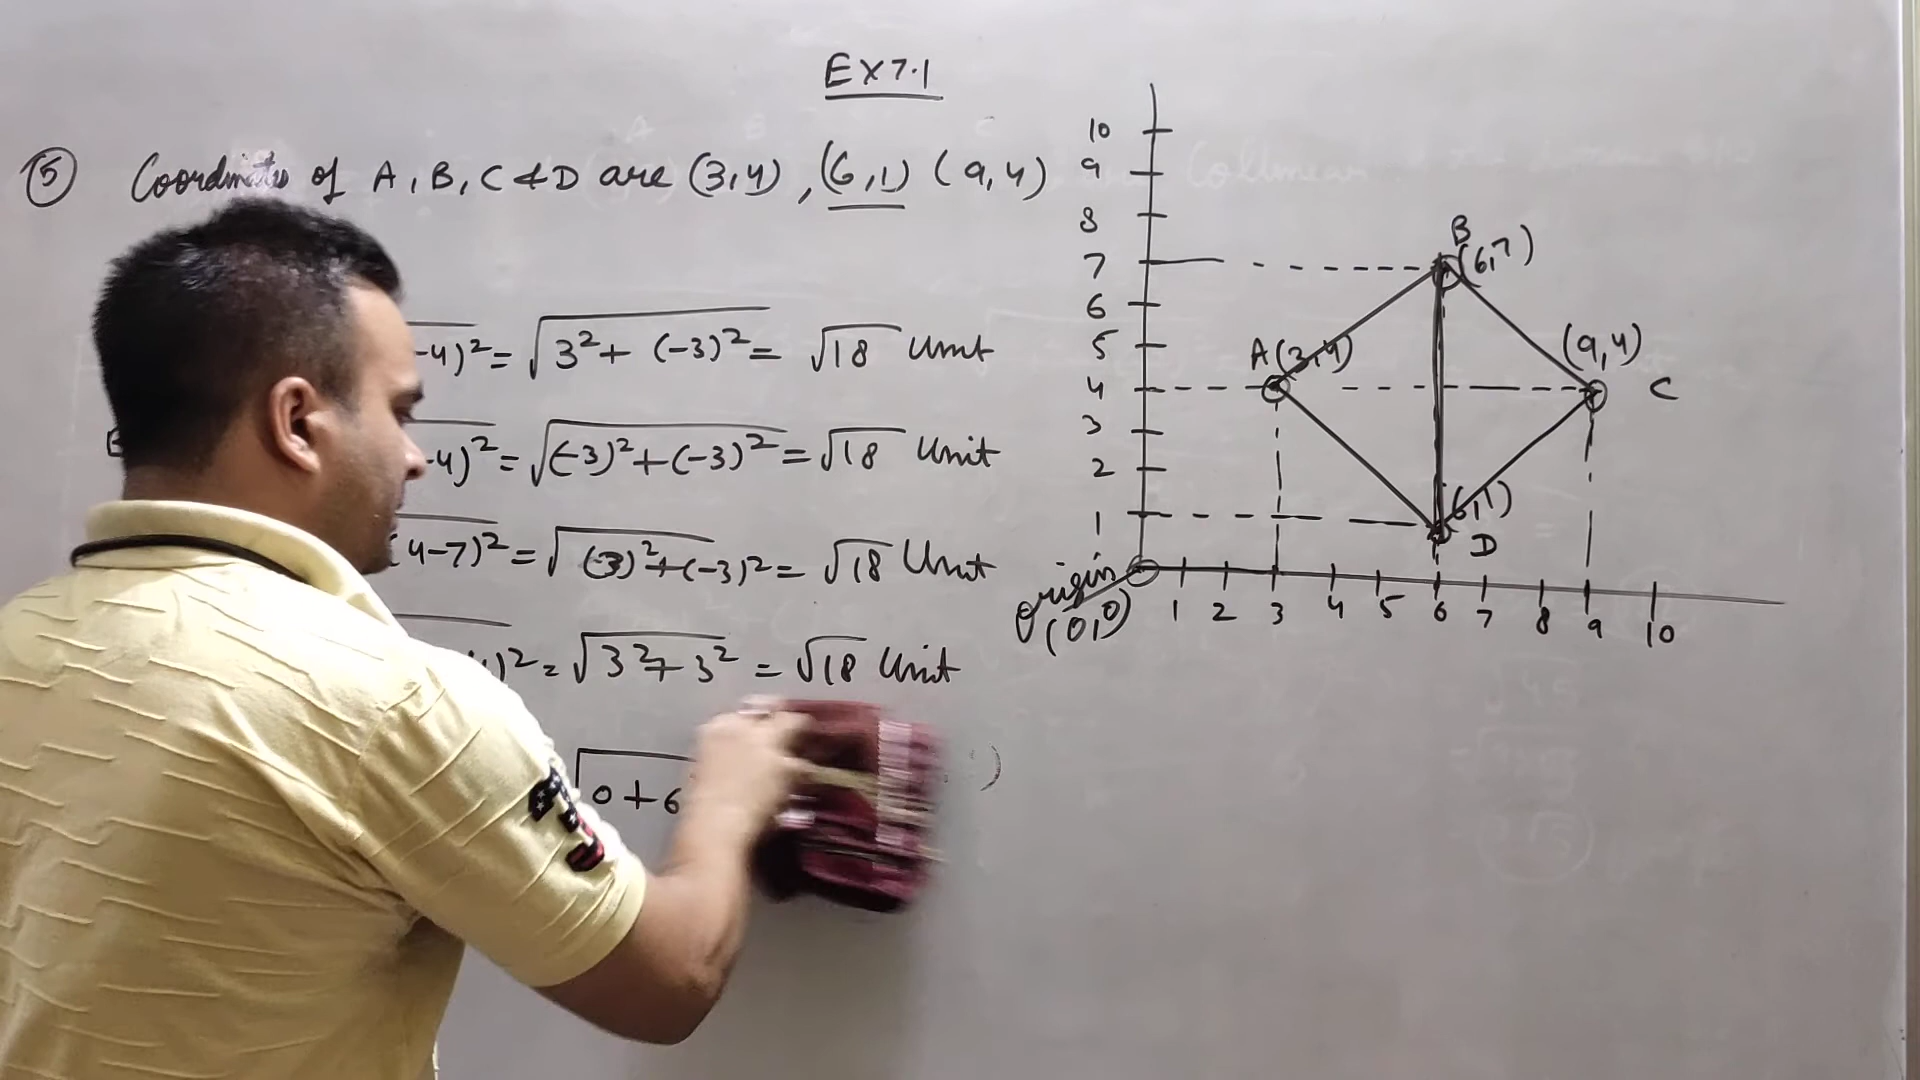 EX 7.1
(5) Coordinates of A, B, C & D are (3,4), (6,1) (9,4)
-4)² = √3² + (-3)² = √18 Unit
-4)² = √(-3)² + (-3)² = √18 Unit
(4-7)² = √(3)² + (-3)² = √18 Unit
)² = √3² + 3² = √18 Unit
√0+6
10
9
8
7
6
5
4
3
2
1
B
(6,7)
A(3,4)
(9,4)
C
(6,1)
D
origin
(0,0)
1 2 3 4 5 6 7 8 9 10